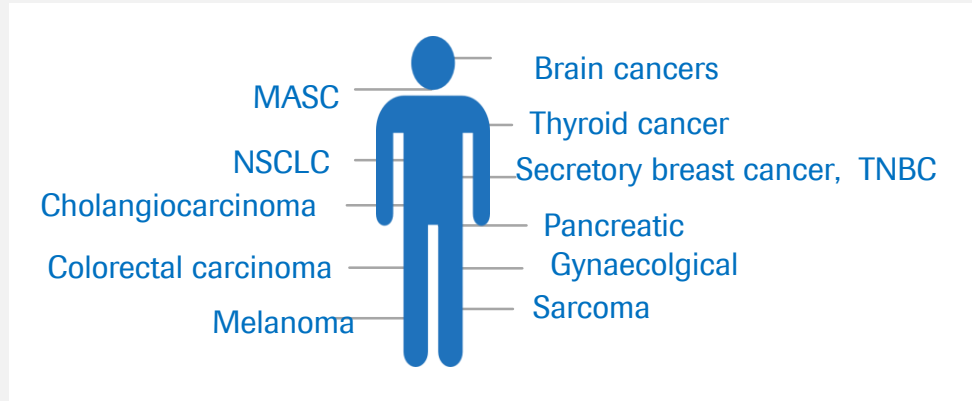 Brain cancers
MASC
Thyroid cancer
NSCLC
Secretory breast cancer, TNBC
Cholangiocarcinoma
Pancreatic
Colorectal carcinoma
Gynaecolgical
Sarcoma
Melanoma